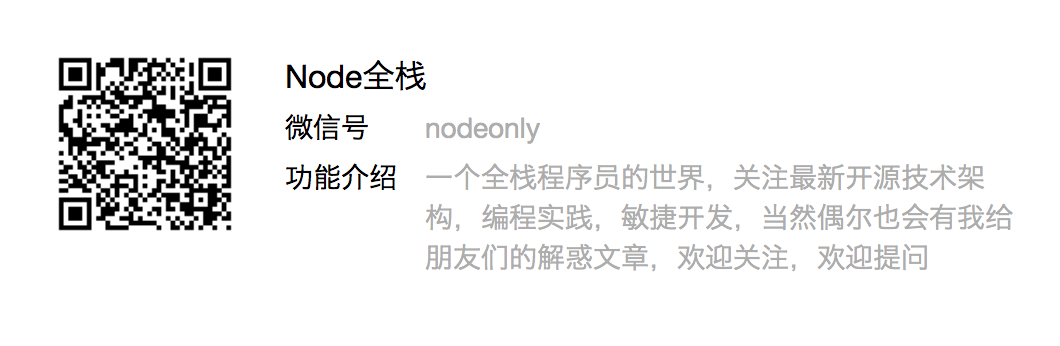 Node全栈
微信号 nodeonly
功能介绍 一个全栈程序员的世界，关注最新开源技术架
构，编程实践，敏捷开发，当然偶尔也会有我给
朋友们的解惑文章，欢迎关注，欢迎提问